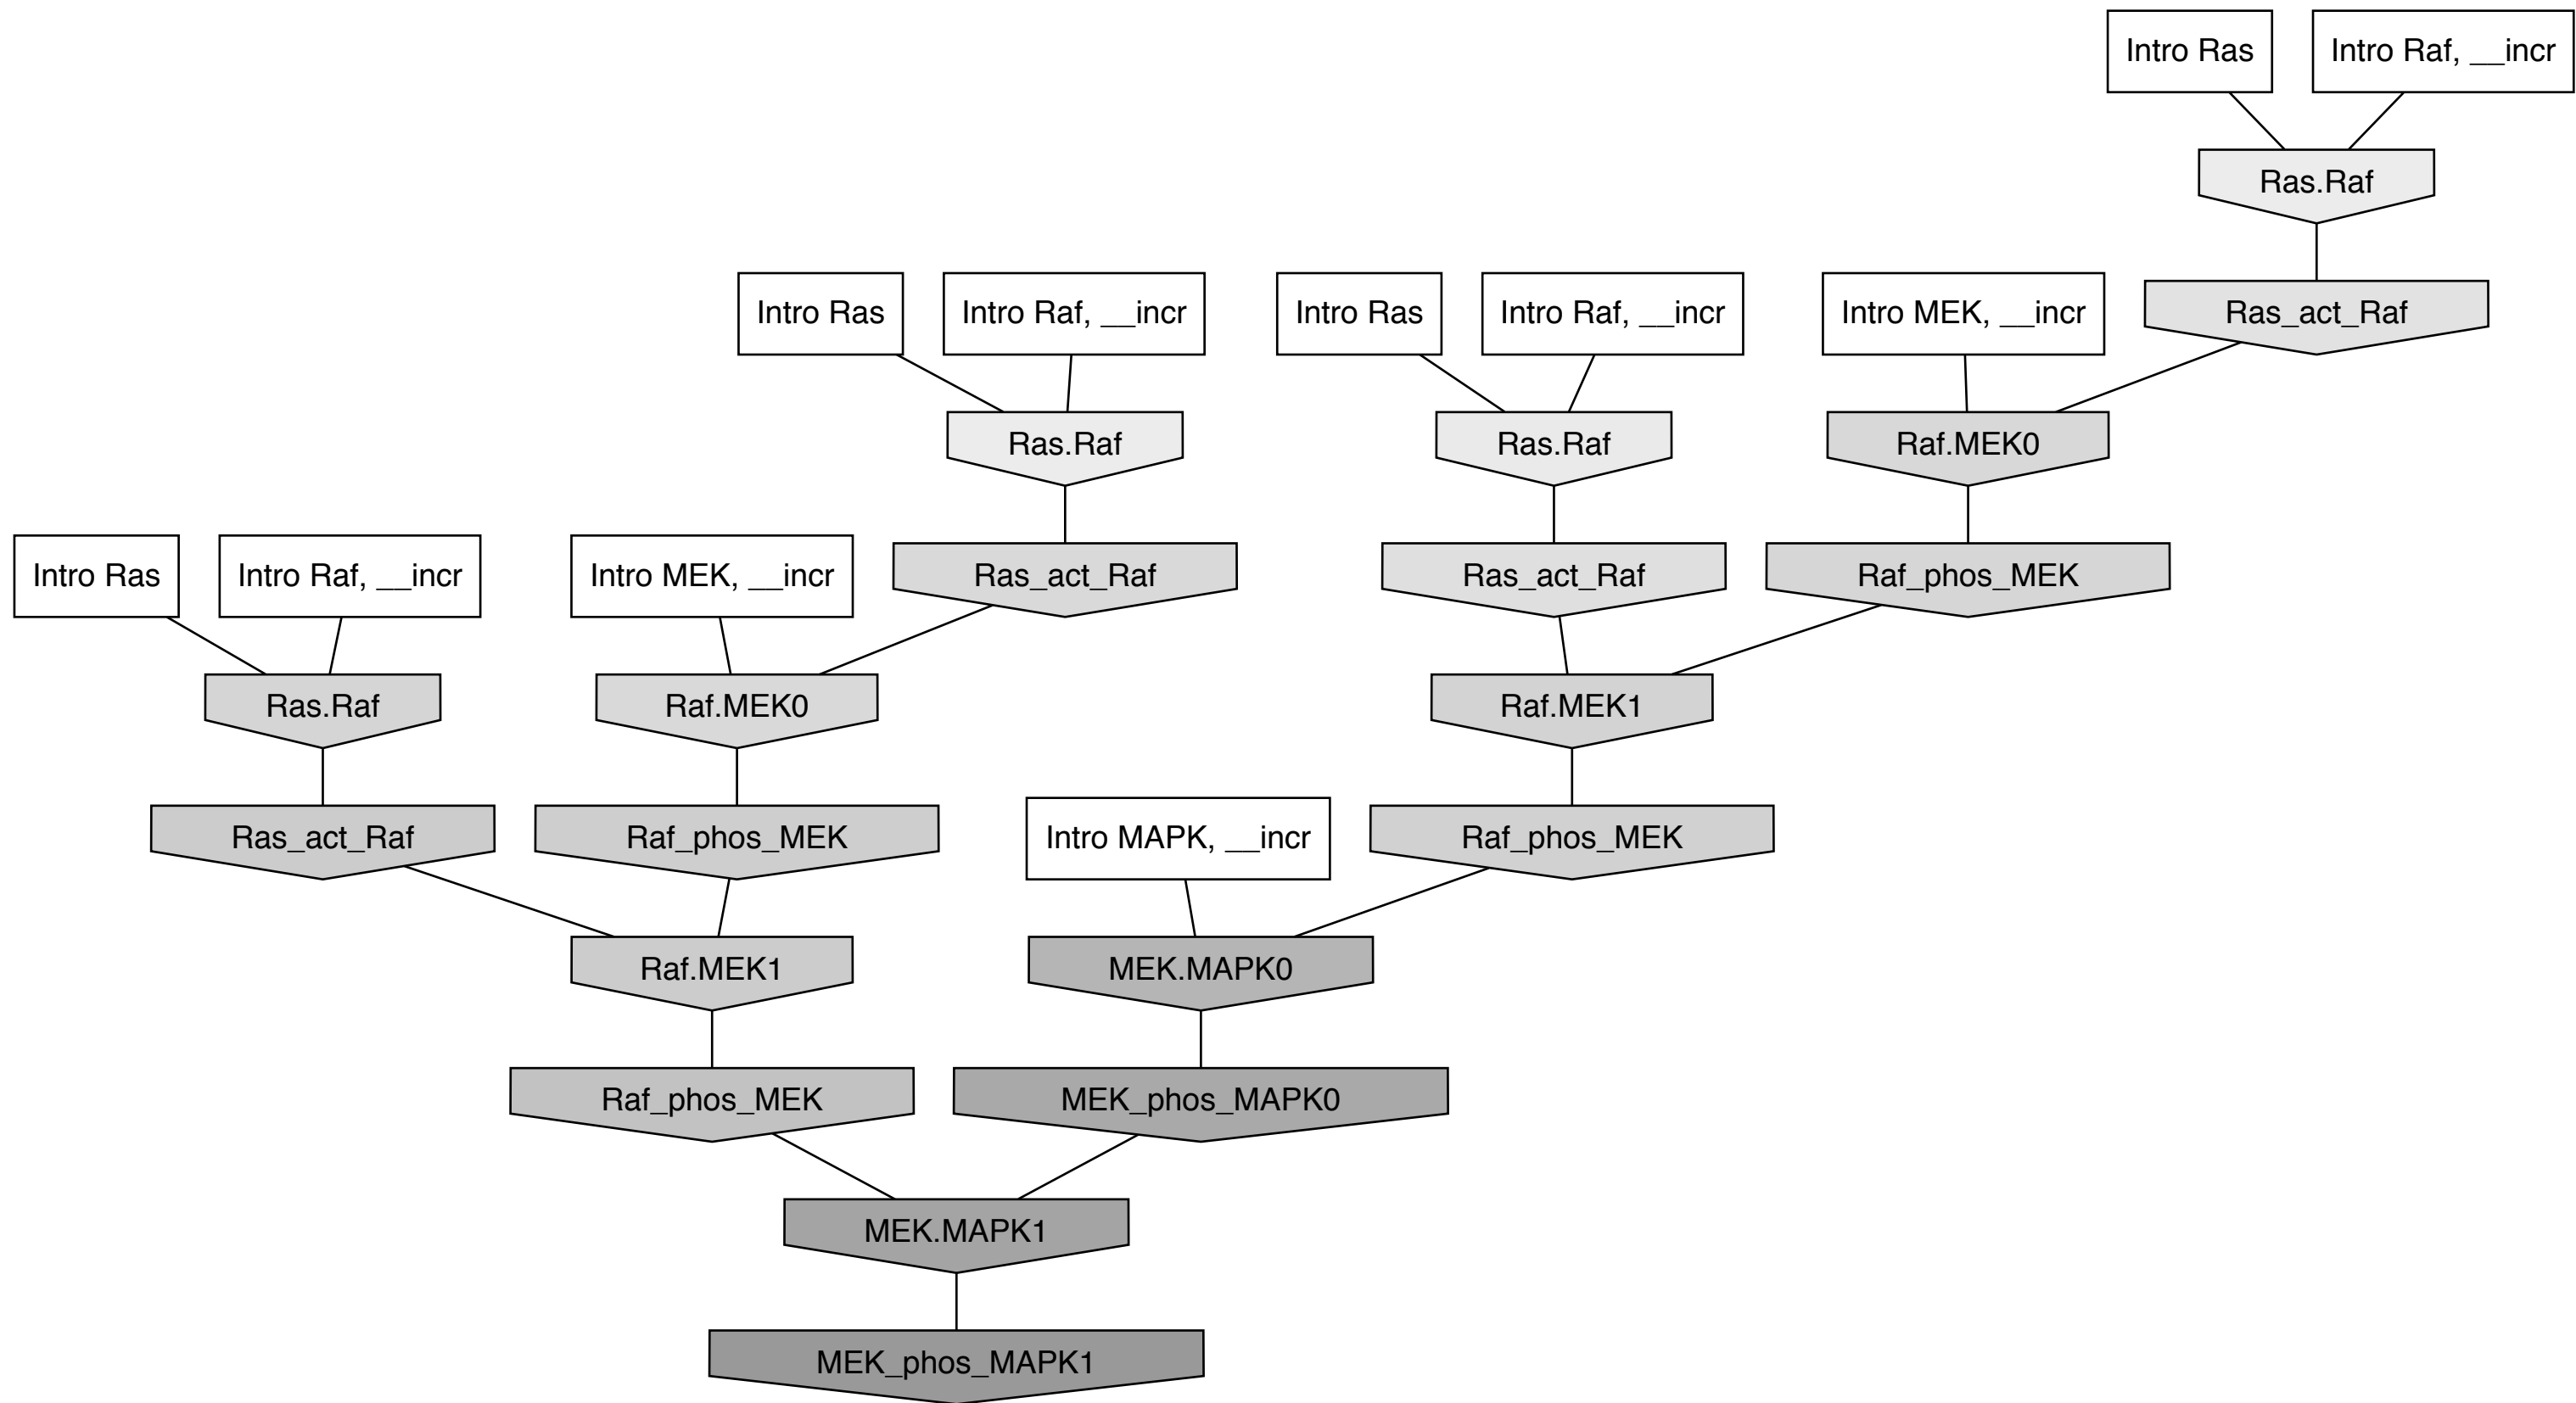 Intro Ras
Intro Raf, __incr
Ras.Raf
Intro Ras
Intro Raf, __incr
Intro Ras
Intro Raf, __incr
Intro MEK, __incr
Ras_act_Raf
Ras.Raf
Ras.Raf
Raf.MEK0
Intro Ras
Intro Raf, __incr
Intro MEK, __incr
Ras_act_Raf
Ras_act_Raf
Raf_phos_MEK
Ras.Raf
Raf.MEK0
Raf.MEK1
Ras_act_Raf
Raf_phos_MEK
Intro MAPK, __incr
Raf_phos_MEK
Raf.MEK1
MEK.MAPK0
Raf_phos_MEK
MEK_phos_MAPK0
MEK.MAPK1
MEK_phos_MAPK1